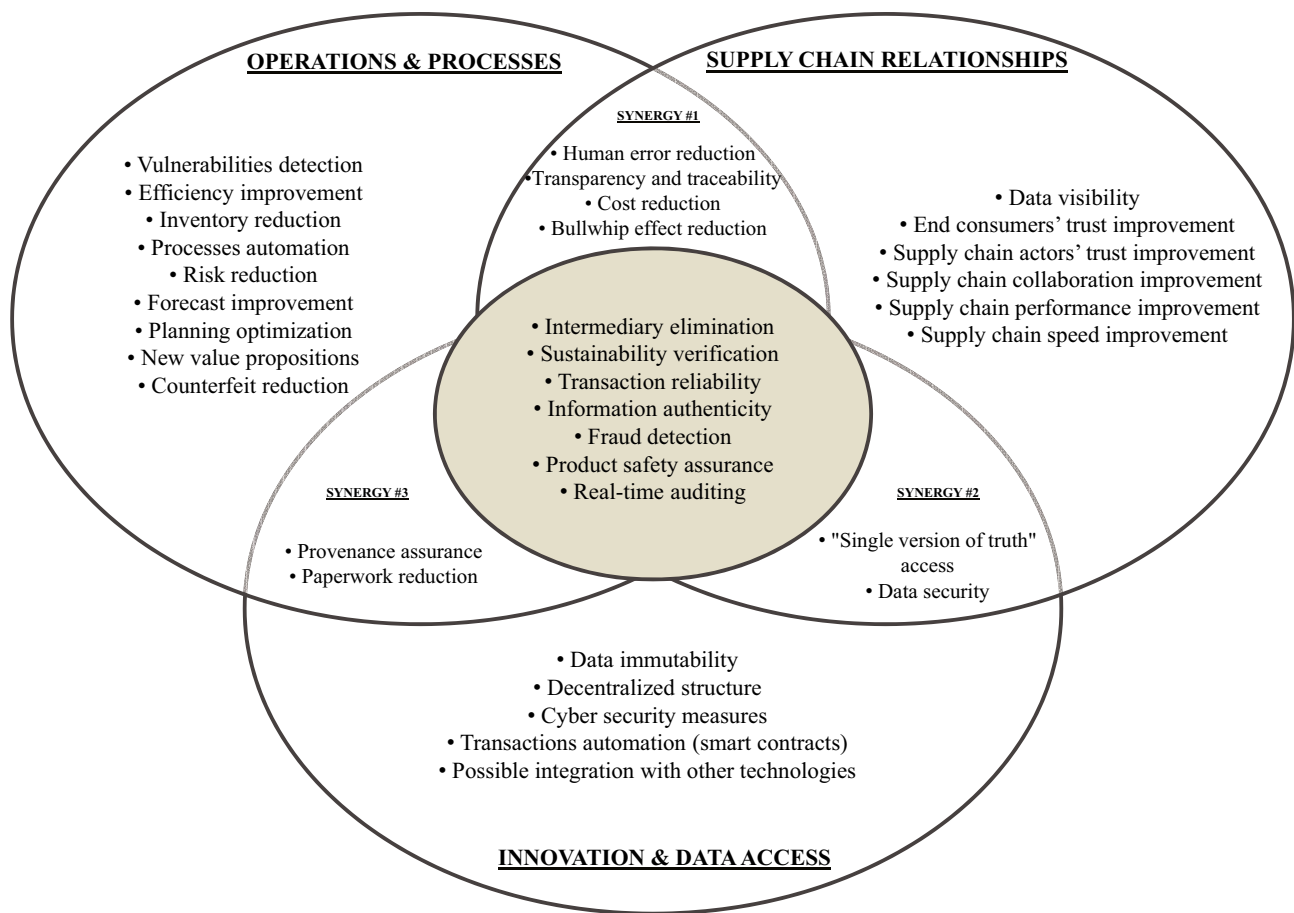 OPERATIONS & PROCESSES
• Vulnerabilities detection
• Efficiency improvement
• Inventory reduction
• Processes automation
• Risk reduction
• Forecast improvement
• Planning optimization
• New value propositions
• Counterfeit reduction
SYNERGY #1
• Human error reduction
•Transparency and traceability
• Cost reduction
• Bullwhip effect reduction
SUPPLY CHAIN RELATIONSHIPS
• Data visibility
• End consumers’ trust improvement
• Supply chain actors’ trust improvement
• Supply chain collaboration improvement
• Supply chain performance improvement
• Supply chain speed improvement
• Intermediary elimination
• Sustainability verification
• Transaction reliability
• Information authenticity
• Fraud detection
• Product safety assurance
• Real-time auditing
SYNERGY #3
• Provenance assurance
• Paperwork reduction
SYNERGY #2
• "Single version of truth"
access
• Data security
• Data immutability
• Decentralized structure
• Cyber security measures
• Transactions automation (smart contracts)
• Possible integration with other technologies
INNOVATION & DATA ACCESS